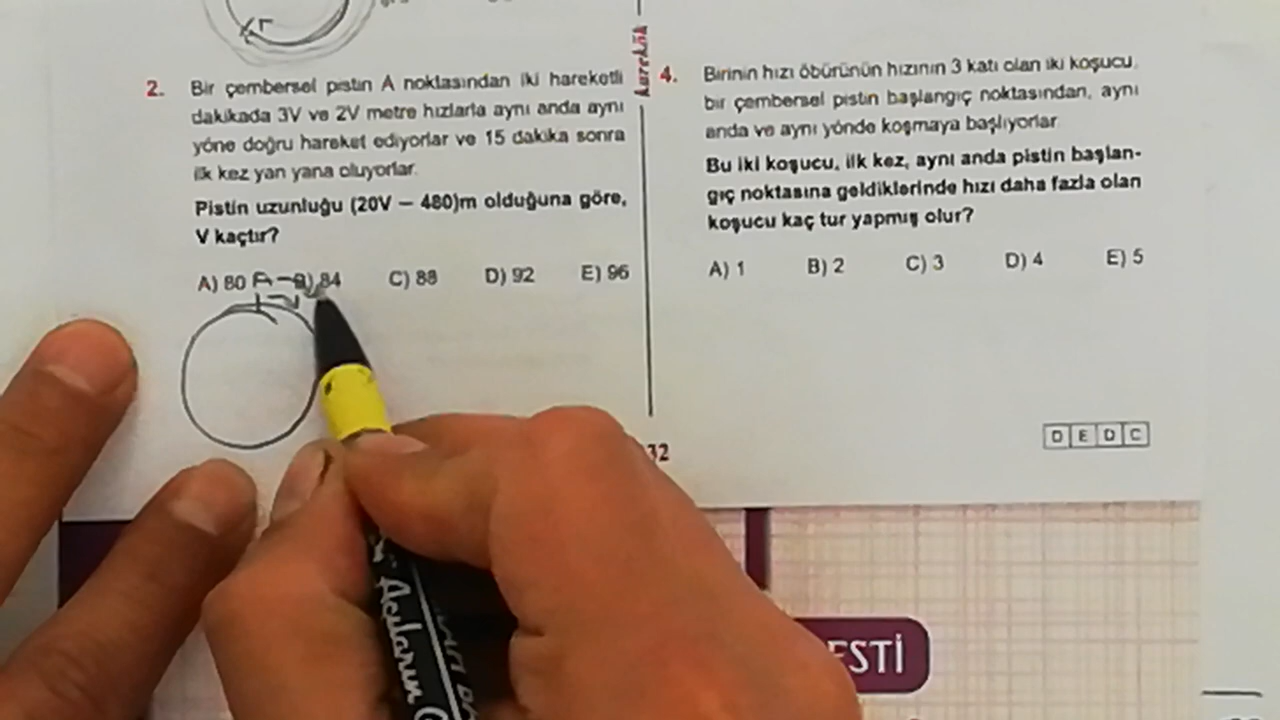 2. Bir çembersel pistin A noktasından iki hareketli
dakikada 3V ve 2V metre hızlarla aynı anda aynı
yöne doğru hareket ediyorlar ve 15 dakika sonra
ilk kez yan yana oluyorlar.
Pistin uzunluğu (20V – 480)m olduğuna göre,
V kaçtır?
A) 80 B) 84 C) 88 D) 92 E) 96
A
karekök
4. Birinin hızı öbürünün hızının 3 katı olan iki koşucu,
bir çembersel pistin başlangıç noktasından, aynı
anda ve aynı yönde koşmaya başlıyorlar.
Bu iki koşucu, ilk kez, aynı anda pistin başlan-
gıç noktasına geldiklerinde hızı daha fazla olan
koşucu kaç tur yapmış olur?
A) 1 B) 2 C) 3 D) 4 E) 5
D E D C
32
ESTİ
Acıların